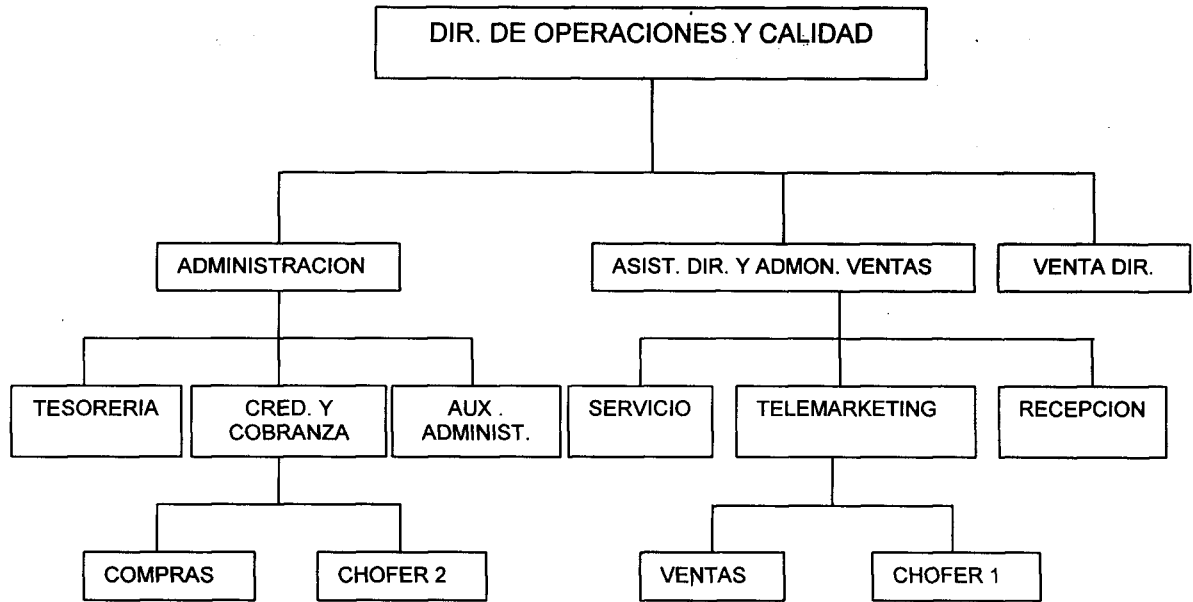 DIR. DE OPERACIONES Y CALIDAD
ADMINISTRACION
ASIST. DIR. Y ADMON. VENTAS
VENTA DIR.
TESORERIA
CRED. Y
COBRANZA
AUX .
ADMINIST.
SERVICIO
TELEMARKETING
RECEPCION
COMPRAS
CHOFER 2
VENTAS
CHOFER 1